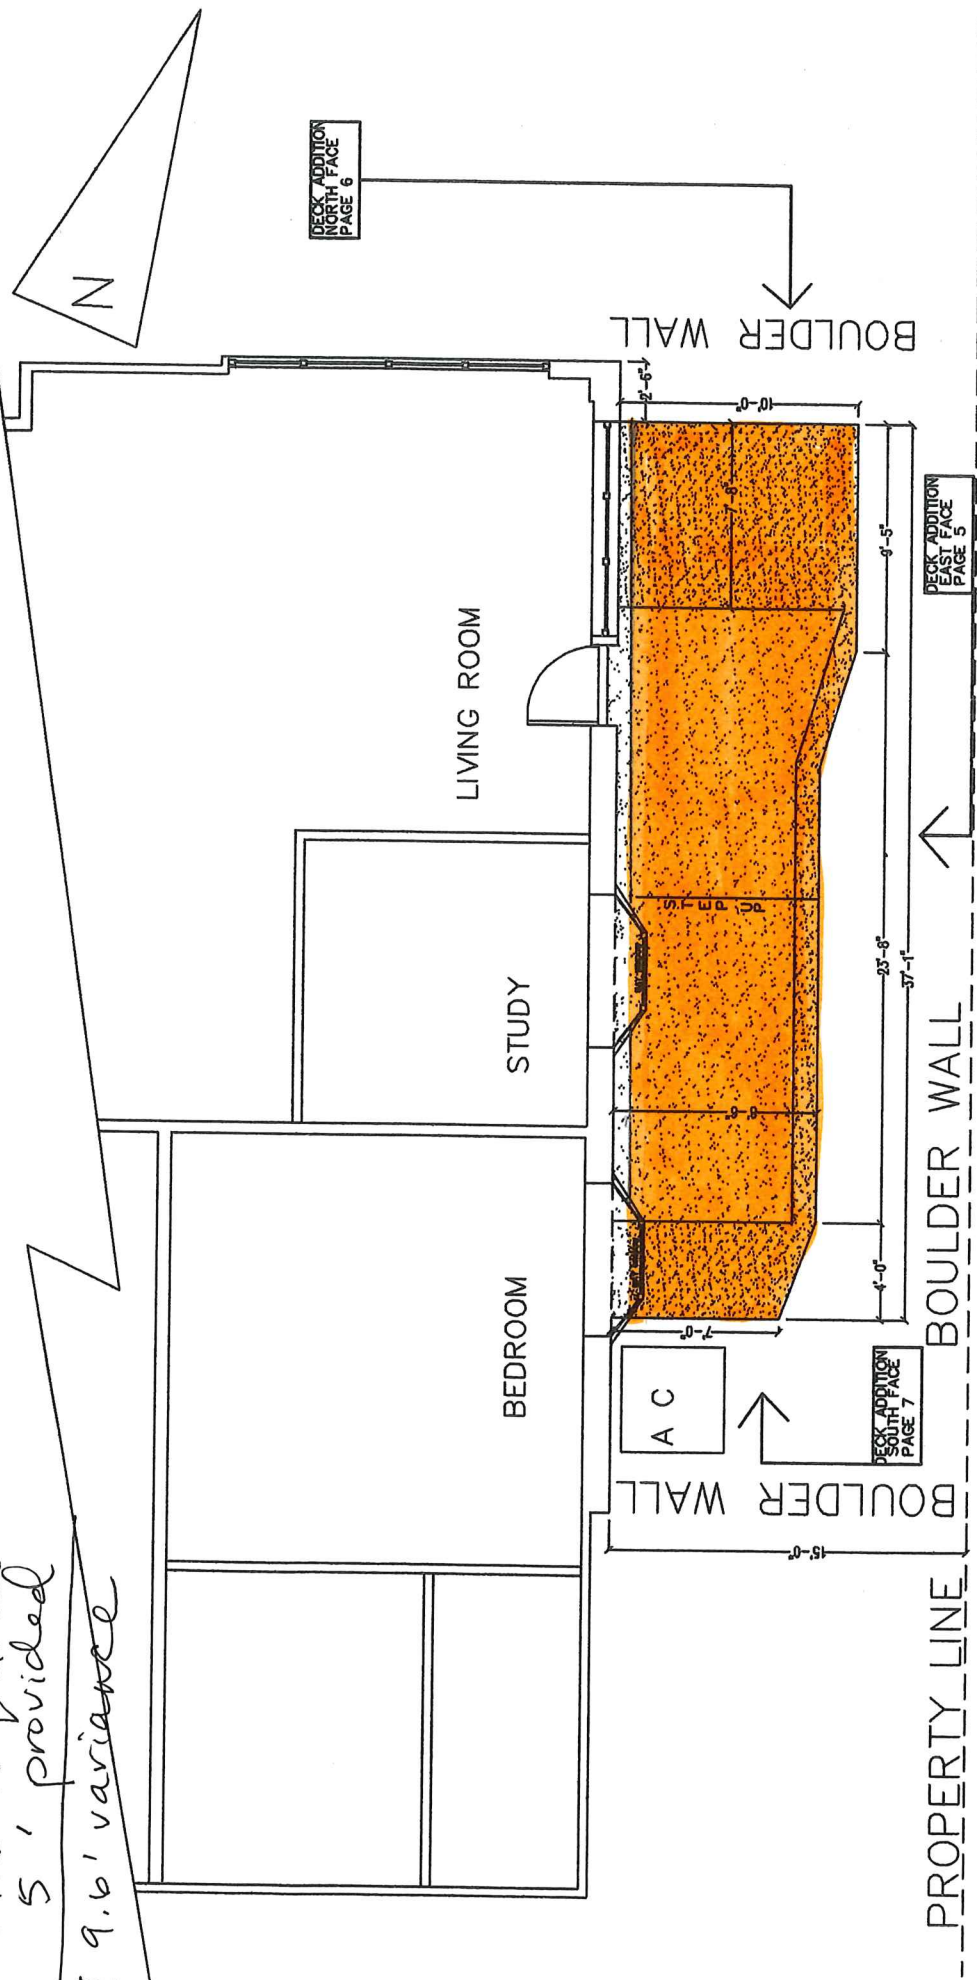 5' provided
9.6' variance
N
DECK ADDITION
NORTH FACE
PAGE 6
BOULDER WALL
2'-6"
10'-0"
7'-8"
9'-5"
DECK ADDITION
EAST FACE
PAGE 5
LIVING ROOM
STEP UP
STUDY
23'-8"
37'-1"
8'-6"
BOULDER WALL
BEDROOM
4'-0"
7'-0"
A C
DECK ADDITION
SOUTH FACE
PAGE 7
BOULDER WALL
15'-0"
PROPERTY LINE